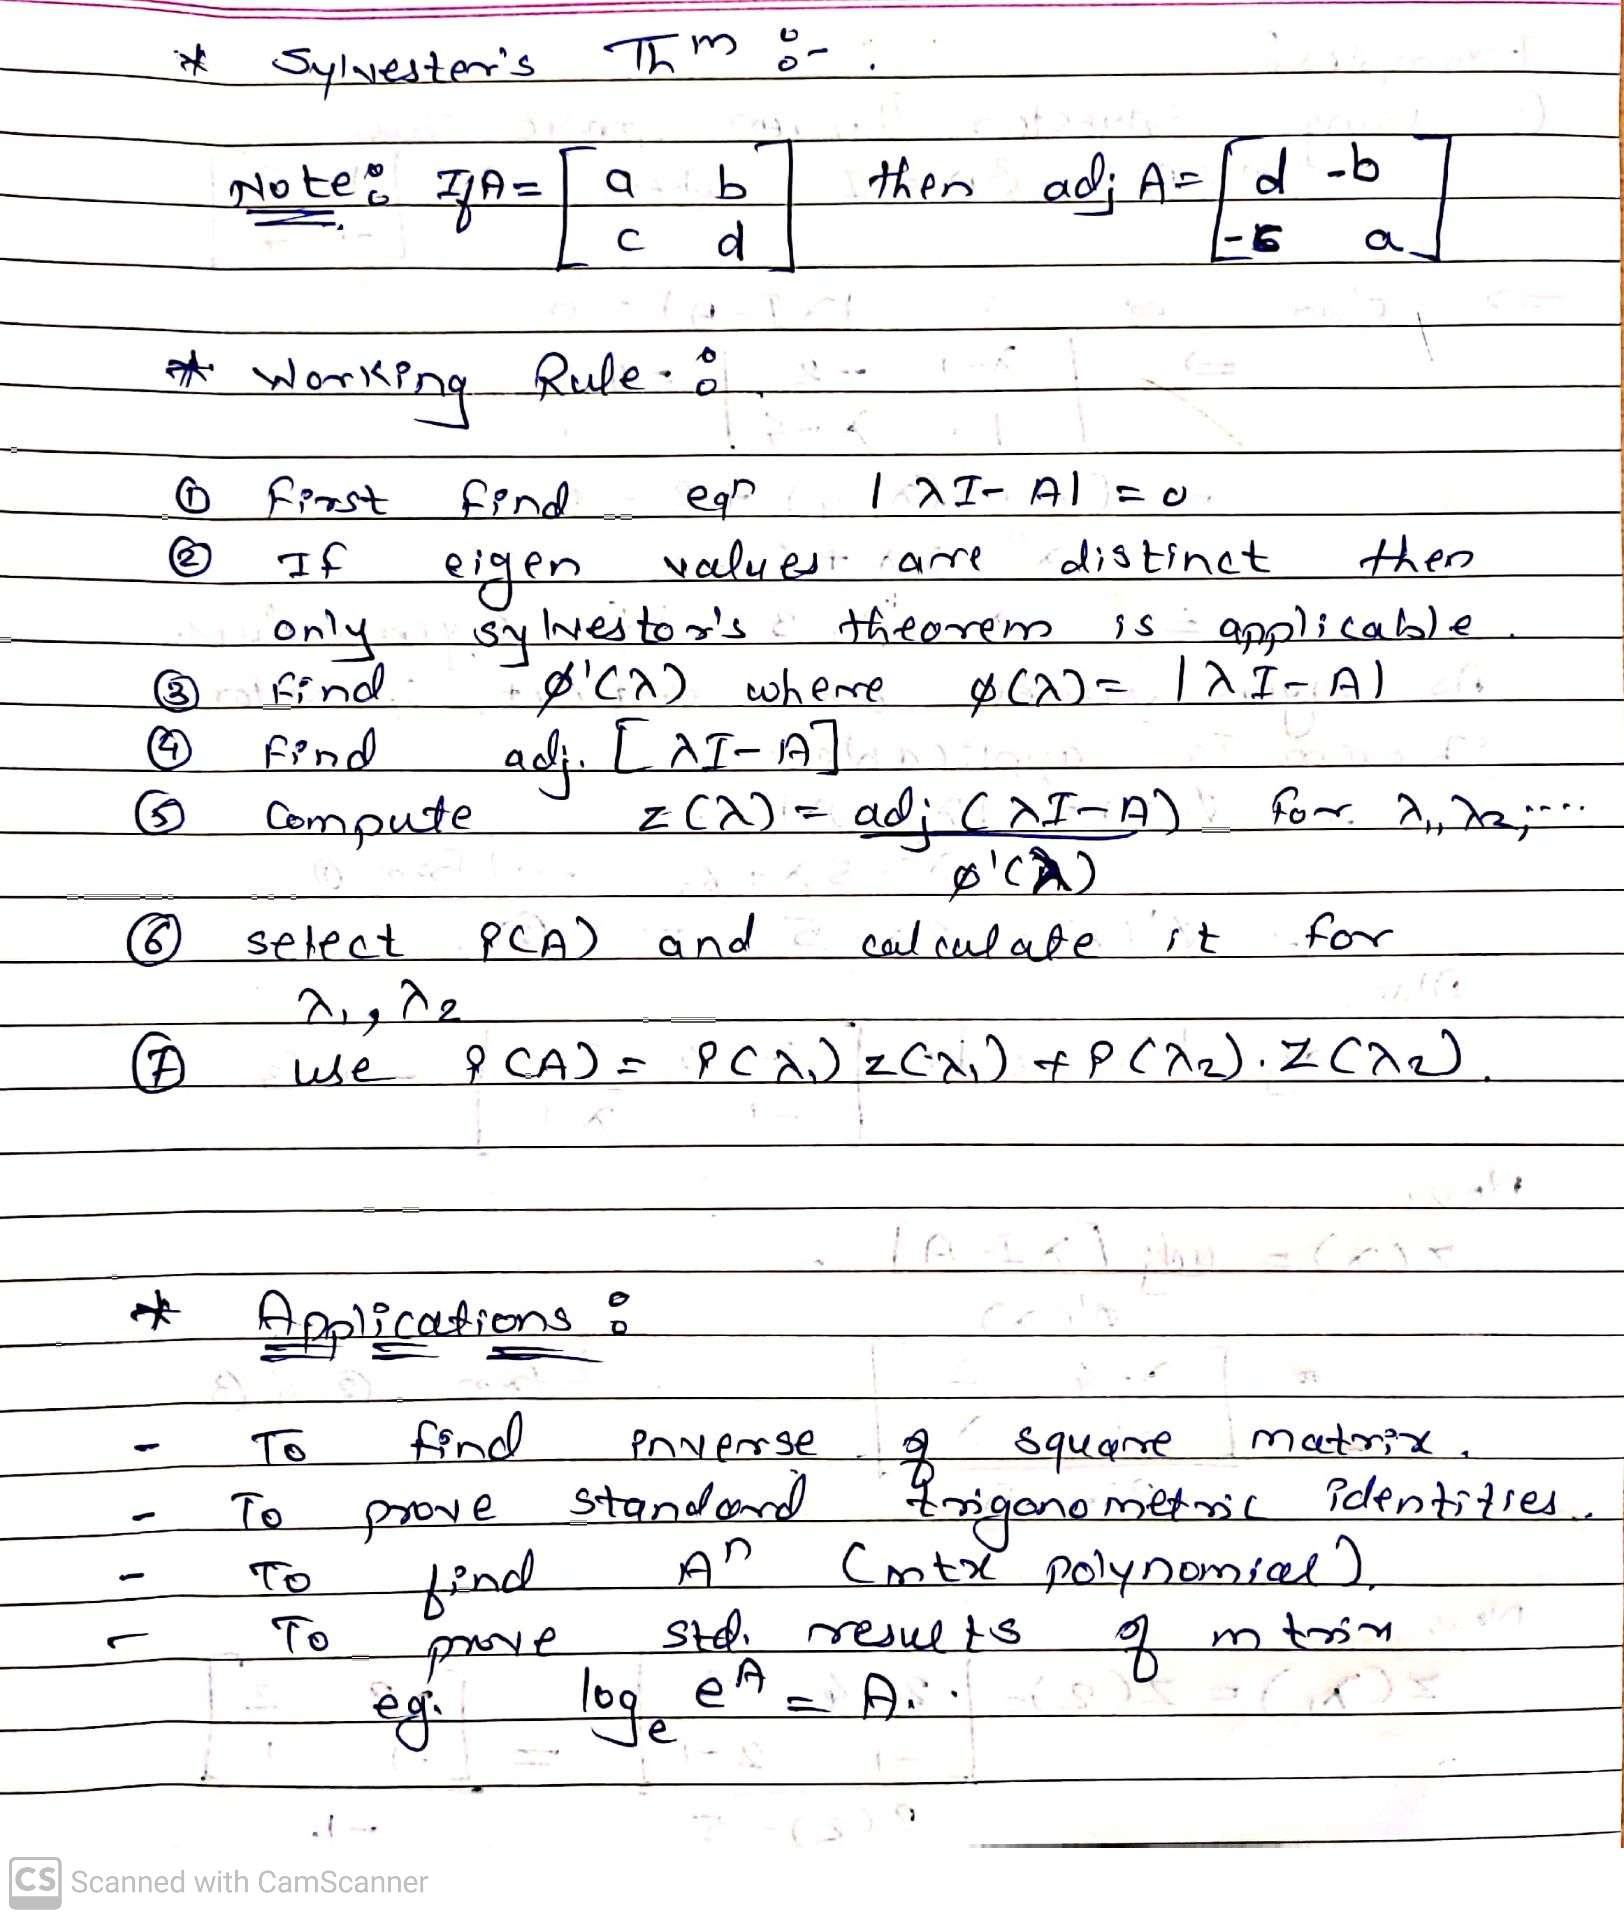 * Sylvester's Thm :- .
Note: If A = [ a b then adj A = [ d -b
c d ] -c a ]
* Working Rule :
① first find eqn | λI - A| = 0
② If eigen values are distinct then
only sylvestor's theorem is applicable.
③ find ø'(λ) where ø(λ) = |λI - A|
④ find adj. [λI - A]
⑤ Compute z(λ) = adj (λI - A) for λ1, λ2, ....
ø'(λ)
⑥ select P(A) and calculate it for
λ1, λ2
⑦ use P(A) = P(λ1) z(λ1) + P(λ2). Z(λ2).
* Applications :
- To find inverse of square matrix.
- To prove standard trigonometric identities.
- To find Aⁿ (mtx polynomial).
- To prove std. results of mtrix
eg. logₑ eᴬ = A.
CS Scanned with CamScanner